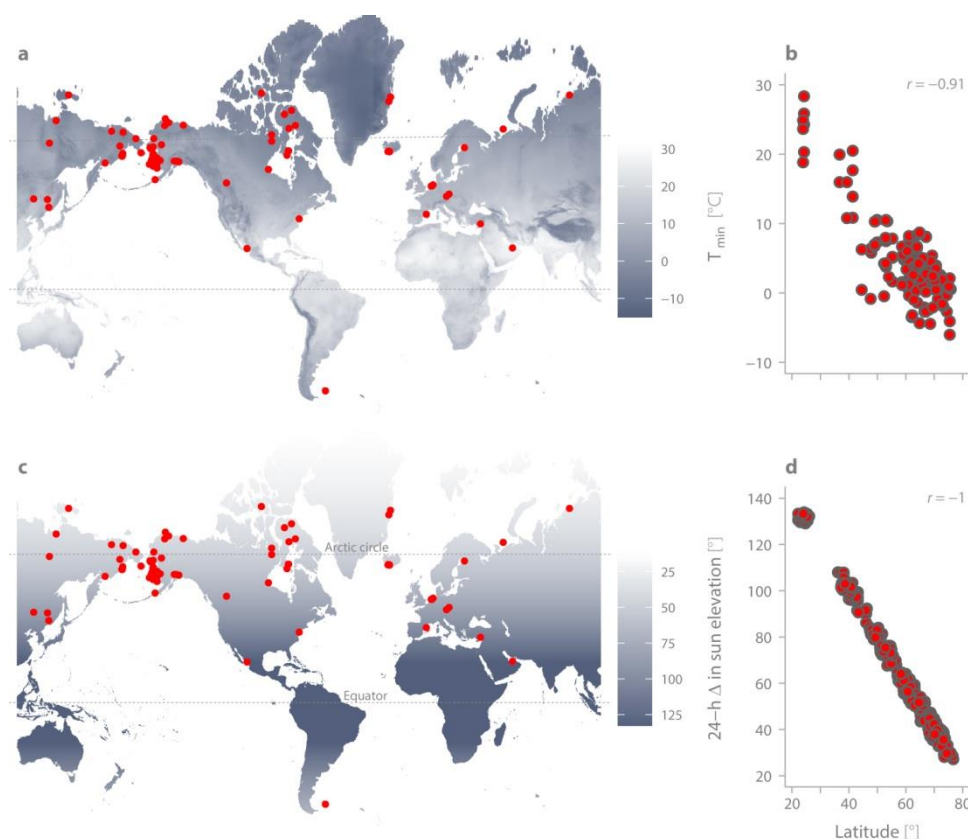 a
30
20
10
0
−10
T min [°C]
b
r = −0.91
30
20
10
0
−10
c
Arctic circle
Equator
25
50
75
100
125
24−h Δ in sun elevation [°]
d
r = −1
140
120
100
80
60
40
20
20 40 60 80
Latitude [°]